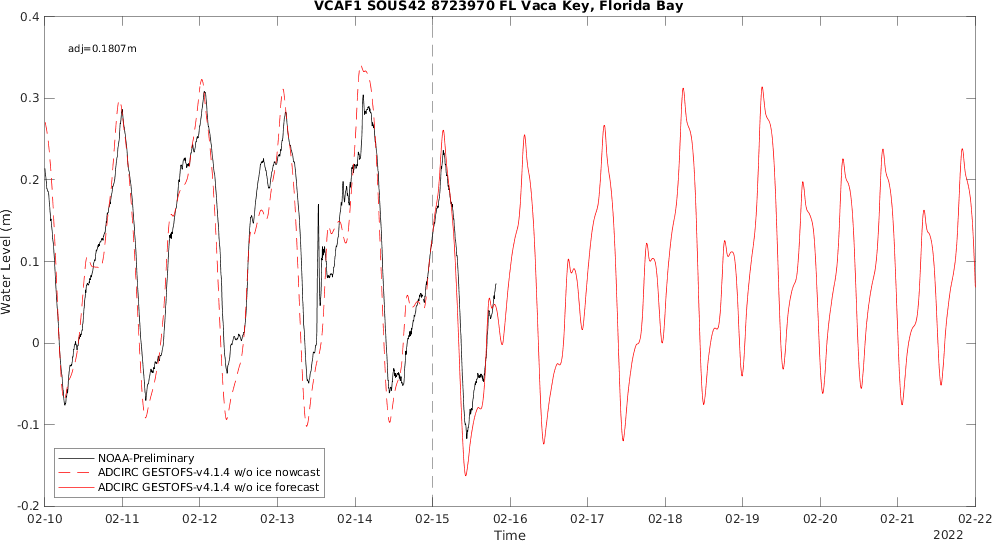 VCAF1 SOUS42 8723970 FL Vaca Key, Florida Bay
adj=0.1807m
0.4
0.3
0.2
0.1
0
-0.1
-0.2
Water Level (m)
NOAA-Preliminary
ADCIRC GESTOFS-v4.1.4 w/o ice nowcast
ADCIRC GESTOFS-v4.1.4 w/o ice forecast
02-10 02-11 02-12 02-13 02-14 02-15 02-16 02-17 02-18 02-19 02-20 02-21 02-22
Time
2022